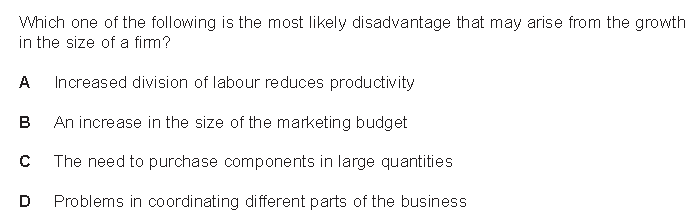 Which one of the following is the most likely disadvantage that may arise from the growth
in the size of a firm?
A Increased division of labour reduces productivity
B An increase in the size of the marketing budget
C The need to purchase components in large quantities
D Problems in coordinating different parts of the business